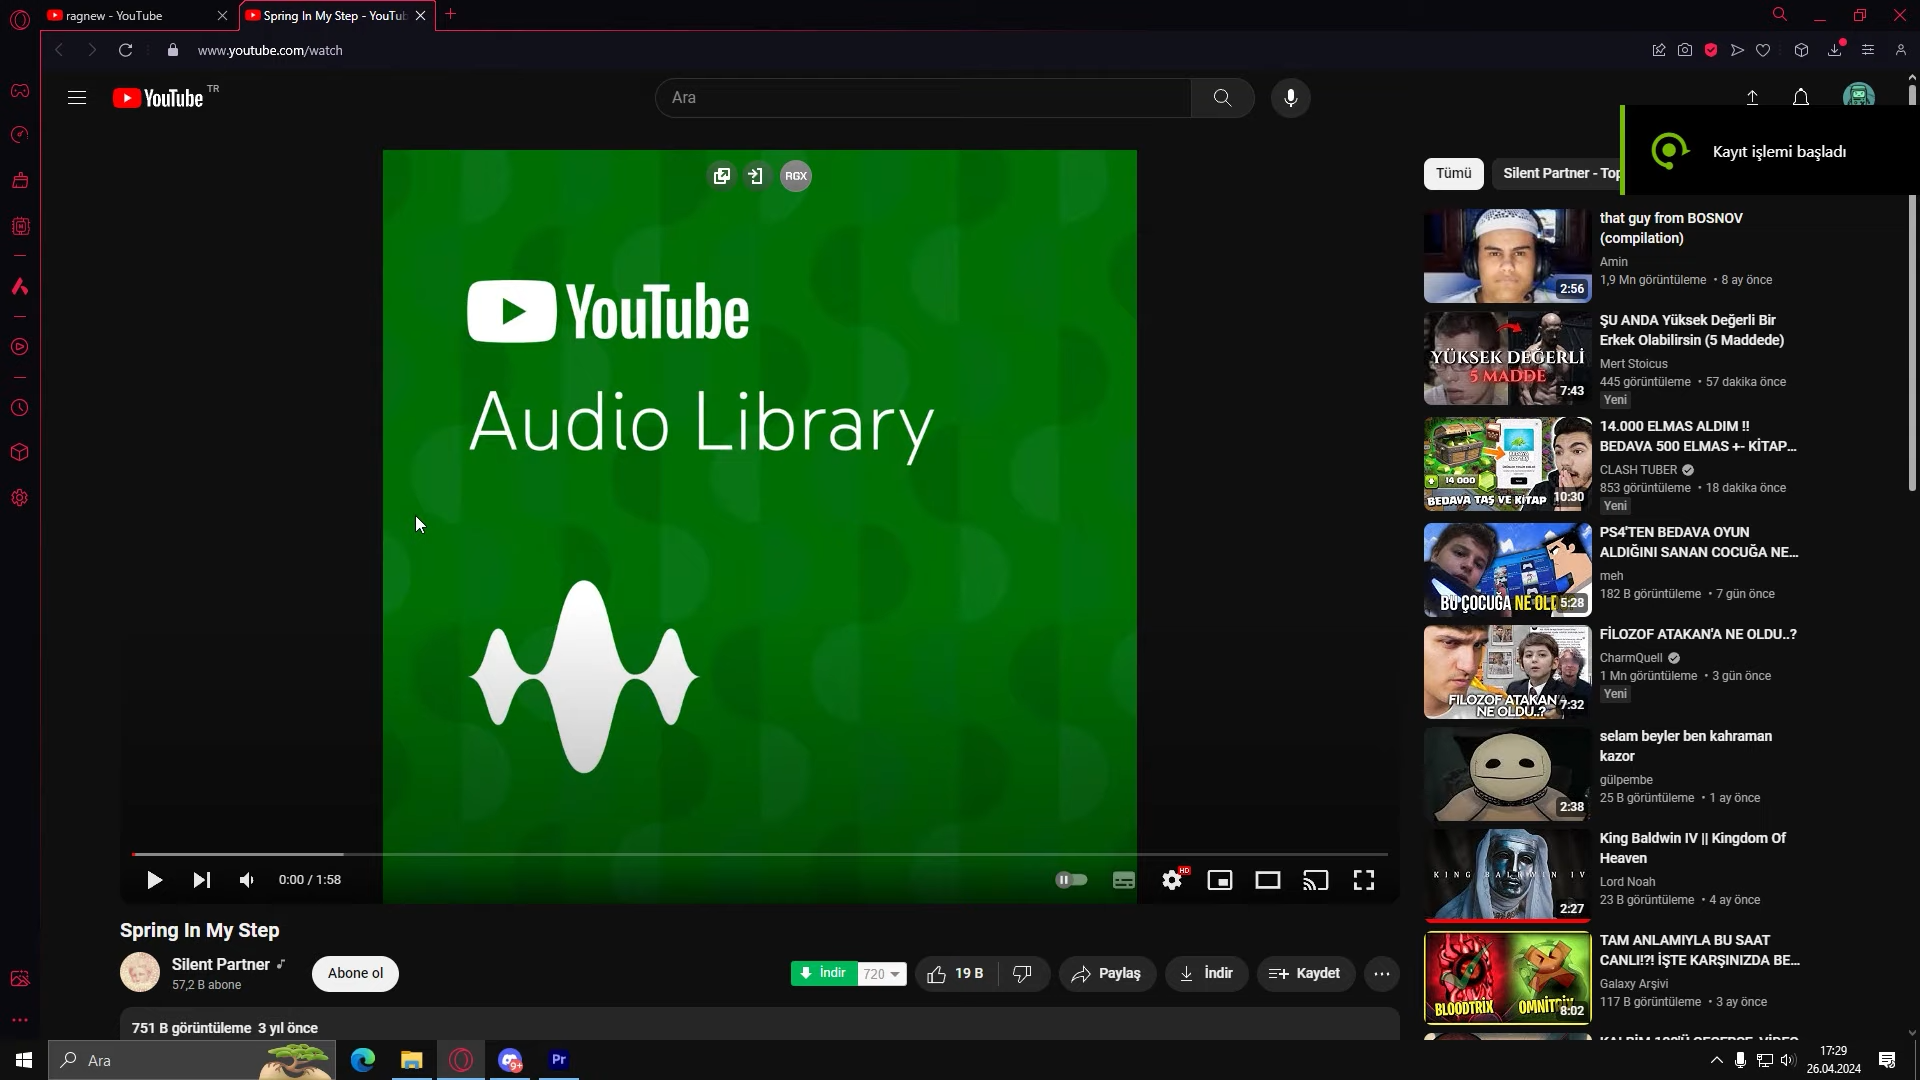 ragnew - YouTube
Spring In My Step - YouTub
www.youtube.com/watch
YouTube TR
Ara
Kayıt işlemi başladı
RGX
YouTube
Audio Library
0:00 / 1:58
HD
Spring In My Step
Silent Partner
57,2 B abone
Abone ol
İndir
720
19 B
Paylaş
İndir
Kaydet
751 B görüntüleme 3 yıl önce
Tümü
Silent Partner - Top
2:56
that guy from BOSNOV
(compilation)
Amin
1,9 Mn görüntüleme • 8 ay önce
YÜKSEK DEĞERLİ
5 MADDE
7:43
ŞU ANDA Yüksek Değerli Bir
Erkek Olabilirsin (5 Maddede)
Mert Stoicus
445 görüntüleme • 57 dakika önce
Yeni
14 000
BEDAVA TAŞ VE KİTAP
10:30
14.000 ELMAS ALDIM !!
BEDAVA 500 ELMAS +- KİTAP...
CLASH TUBER
853 görüntüleme • 18 dakika önce
Yeni
BU ÇOCUĞA NE OLD
5:28
PS4'TEN BEDAVA OYUN
ALDIĞINI SANAN COCUĞA NE...
meh
182 B görüntüleme • 7 gün önce
FILOZOF ATAKAN'A
NE OLDU..?
7:32
FİLOZOF ATAKAN'A NE OLDU..?
CharmQuell
1 Mn görüntüleme • 3 gün önce
Yeni
2:38
selam beyler ben kahraman
kazor
gülpembe
25 B görüntüleme • 1 ay önce
KING BALDWIN IV
2:27
King Baldwin IV || Kingdom Of
Heaven
Lord Noah
23 B görüntüleme • 4 ay önce
BLOODTRİX
OMNİTRİX
8:02
TAM ANLAMIYLA BU SAAT
CANLI!?! İŞTE KARŞINIZDA BE...
Galaxy Arşivi
117 B görüntüleme • 3 ay önce
Ara
9+
Pr
17:29
26.04.2024